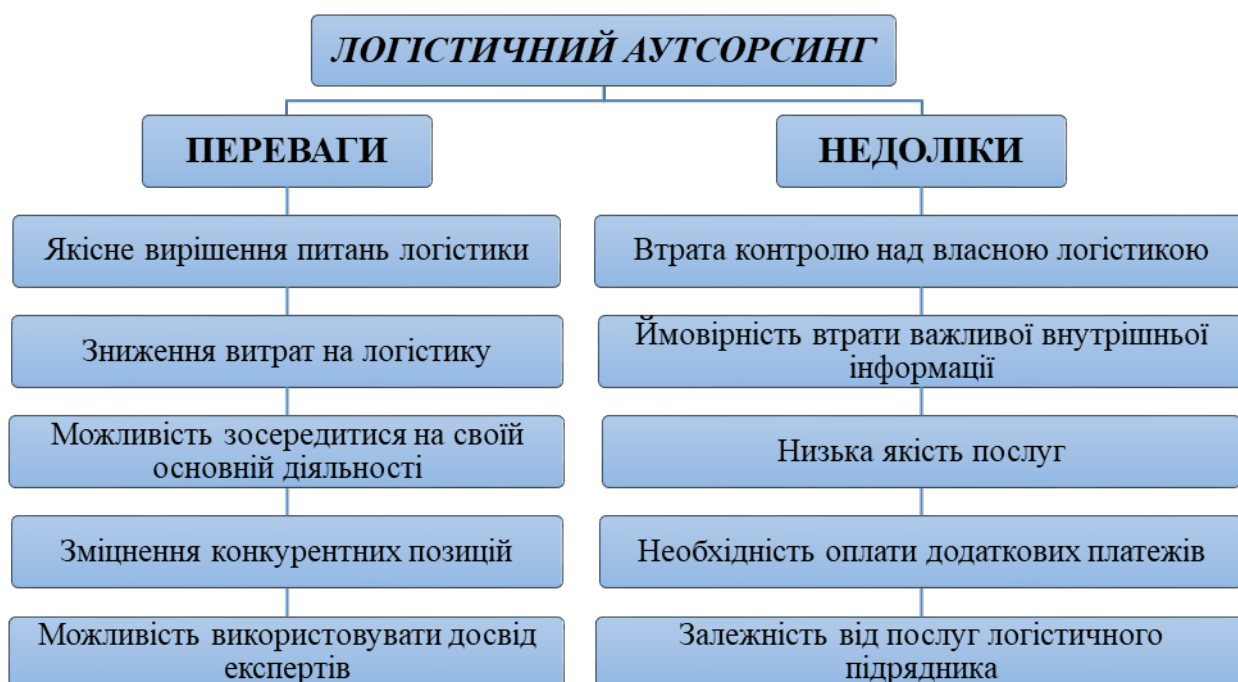 ЛОГІСТИЧНИЙ АУТСОРСИНГ
ПЕРЕВАГИ
Якісне вирішення питань логістики
Зниження витрат на логістику
Можливість зосередитися на своїй
основній діяльності
Зміцнення конкурентних позицій
Можливість використовувати досвід
експертів
НЕДОЛІКИ
Втрата контролю над власною логістикою
Ймовірність втрати важливої внутрішньої
інформації
Низька якість послуг
Необхідність оплати додаткових платежів
Залежність від послуг логістичного
підрядника